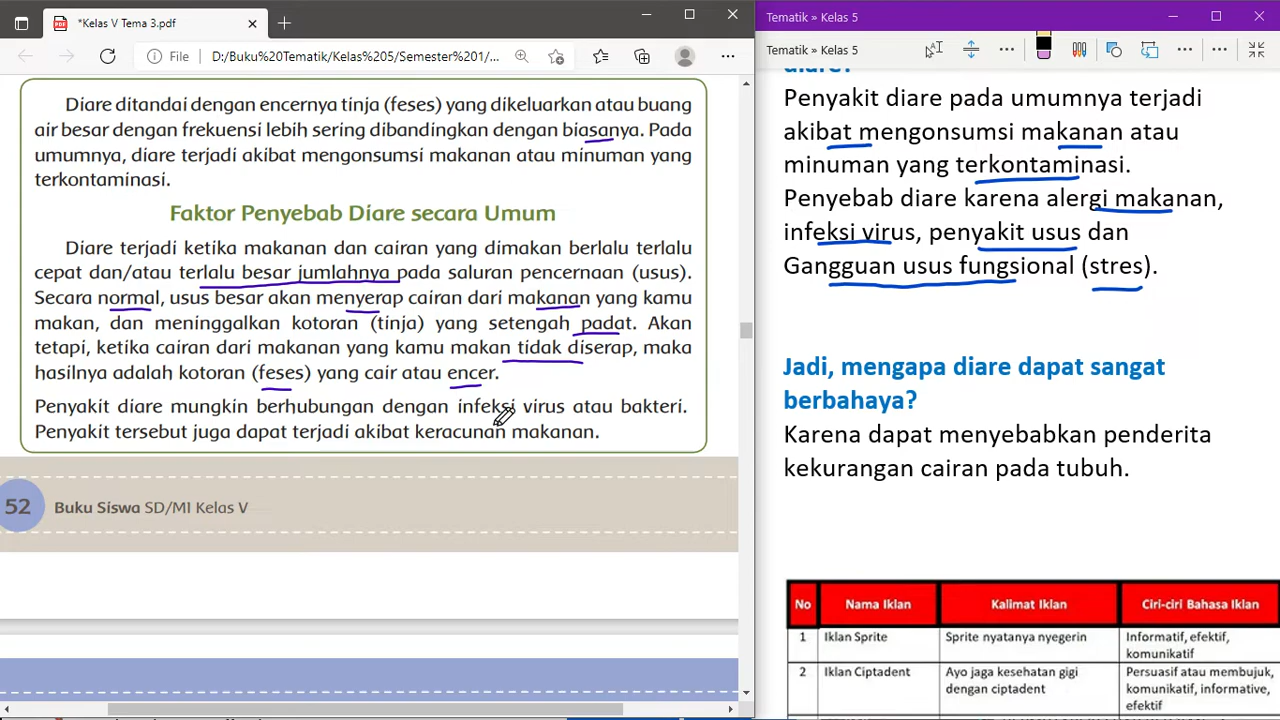 *Kelas V Tema 3.pdf
File
D:/Buku%20Tematik/Kelas%205/Semester%201/...
Diare ditandai dengan encernya tinja (feses) yang dikeluarkan atau buang
air besar dengan frekuensi lebih sering dibandingkan dengan biasanya. Pada
umumnya, diare terjadi akibat mengonsumsi makanan atau minuman yang
terkontaminasi.
Faktor Penyebab Diare secara Umum
Diare terjadi ketika makanan dan cairan yang dimakan berlalu terlalu
cepat dan/atau terlalu besar jumlahnya pada saluran pencernaan (usus).
Secara normal, usus besar akan menyerap cairan dari makanan yang kamu
makan, dan meninggalkan kotoran (tinja) yang setengah padat. Akan
tetapi, ketika cairan dari makanan yang kamu makan tidak diserap, maka
hasilnya adalah kotoran (feses) yang cair atau encer.
Penyakit diare mungkin berhubungan dengan infeksi virus atau bakteri.
Penyakit tersebut juga dapat terjadi akibat keracunan makanan.
52
Buku Siswa SD/MI Kelas V
Tematik » Kelas 5
Tematik » Kelas 5
diare?
Penyakit diare pada umumnya terjadi
akibat mengonsumsi makanan atau
minuman yang terkontaminasi.
Penyebab diare karena alergi makanan,
infeksi virus, penyakit usus dan
Gangguan usus fungsional (stres).
Jadi, mengapa diare dapat sangat
berbahaya?
Karena dapat menyebabkan penderita
kekurangan cairan pada tubuh.
No Nama Iklan Kalimat Iklan Ciri-ciri Bahasa Iklan
1 Iklan Sprite Sprite nyatanya nyegerin Informatif, efektif,
komunikatif
2 Iklan Ciptadent Ayo jaga kesehatan gigi Persuasif atau membujuk,
dengan ciptadent komunikatif, informative,
efektif